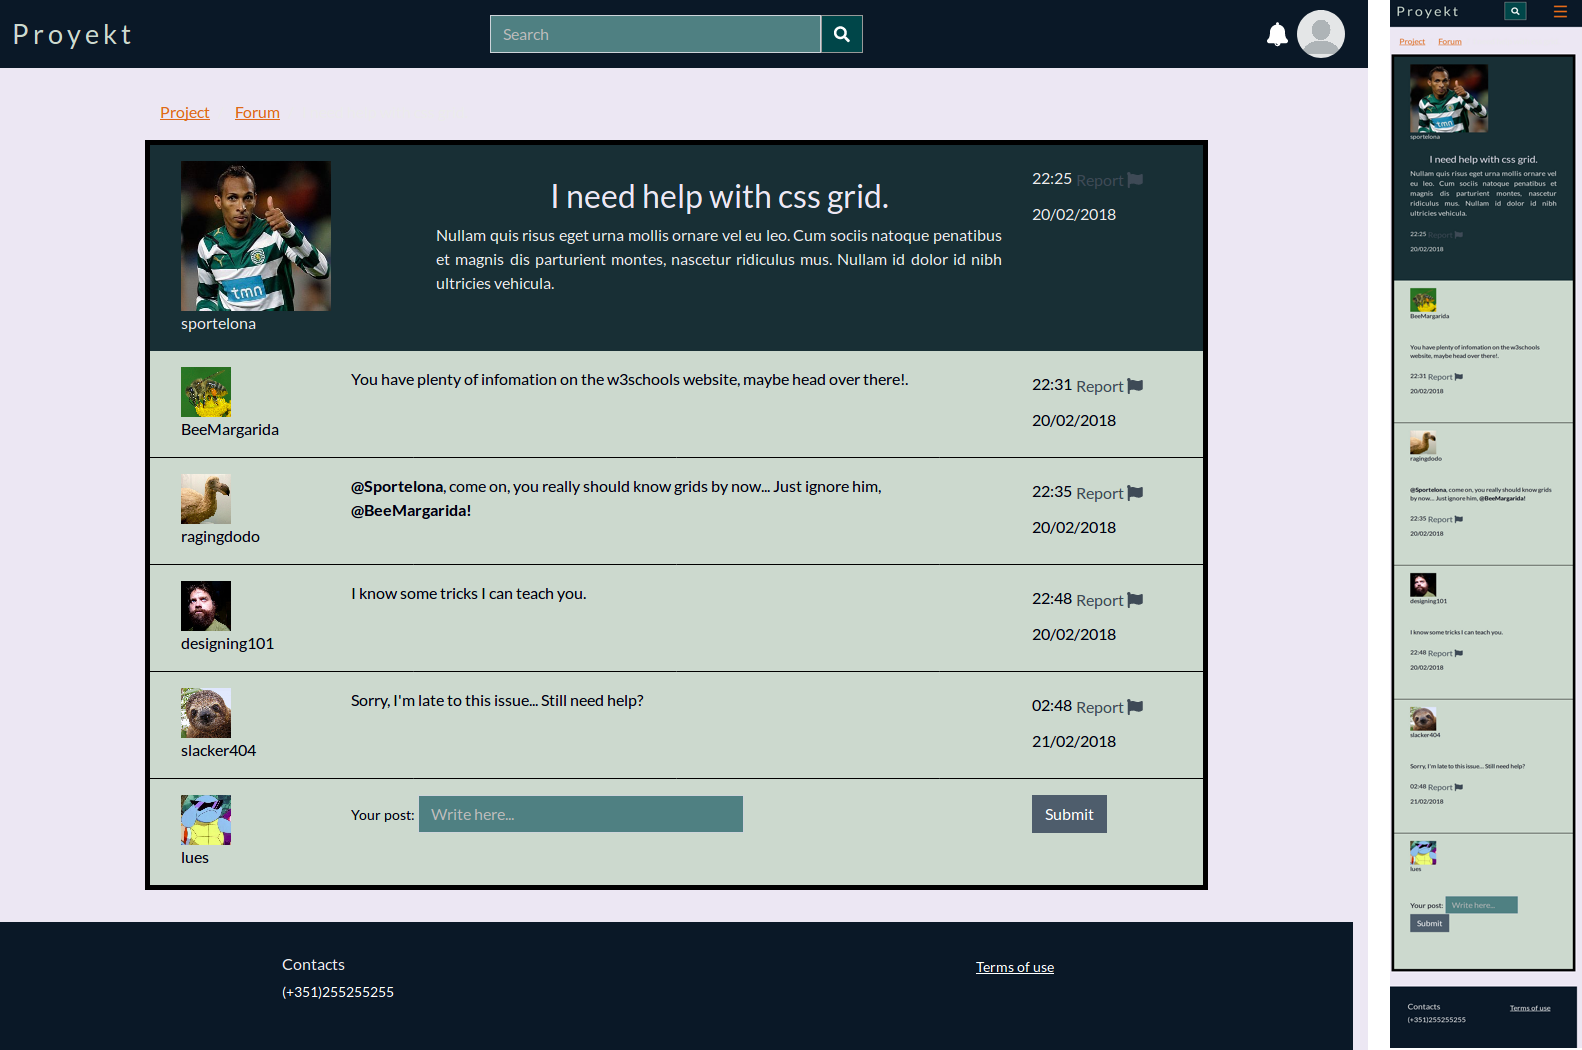 Proyekt
Search
Project Forum
tmn
sportelona
I need help with css grid.
Nullam quis risus eget urna mollis ornare vel eu leo. Cum sociis natoque penatibus
et magnis dis parturient montes, nascetur ridiculus mus. Nullam id dolor id nibh
ultricies vehicula.
22:25 Report
20/02/2018
BeeMargarida
You have plenty of infomation on the w3schools website, maybe head over there!.
22:31 Report
20/02/2018
ragingdodo
@Sportelona, come on, you really should know grids by now... Just ignore him,
@BeeMargarida!
22:35 Report
20/02/2018
designing101
I know some tricks I can teach you.
22:48 Report
20/02/2018
slacker404
Sorry, I'm late to this issue... Still need help?
02:48 Report
21/02/2018
lues
Your post: Write here...
Submit
Contacts
(+351)255255255
Terms of use
Proyekt
Project Forum
tmn
sportelona
I need help with css grid.
Nullam quis risus eget urna mollis ornare vel
eu leo. Cum sociis natoque penatibus et
magnis dis parturient montes, nascetur
ridiculus mus. Nullam id dolor id nibh
ultricies vehicula.
22:25 Report
20/02/2018
BeeMargarida
You have plenty of infomation on the w3schools
website, maybe head over there!.
22:31 Report
20/02/2018
ragingdodo
@Sportelona, come on, you really should know grids
by now... Just ignore him, @BeeMargarida!
22:35 Report
20/02/2018
designing101
I know some tricks I can teach you.
22:48 Report
20/02/2018
slacker404
Sorry, I'm late to this issue... Still need help?
02:48 Report
21/02/2018
lues
Your post: Write here...
Submit
Contacts
(+351)255255255
Terms of use